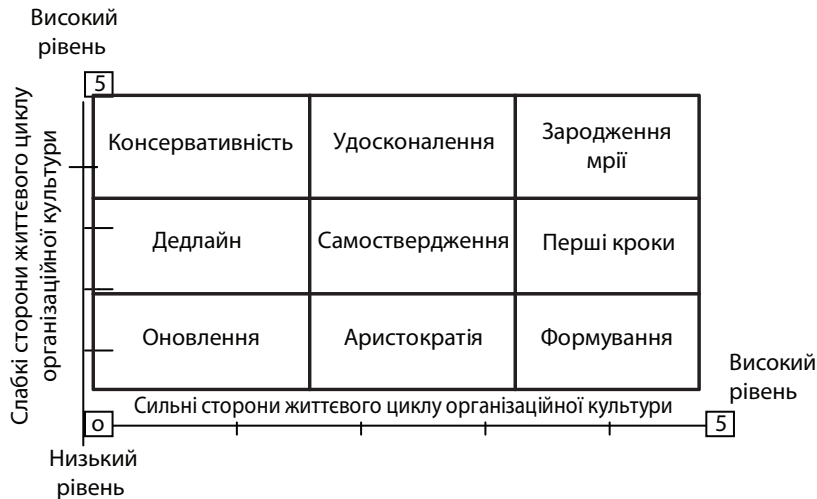 Високий
рівень
5
Слабкі сторони життєвого циклу
організаційної культури
Консервативність
Удосконалення
Зародження
мрії
Дедлайн
Самоствердження
Перші кроки
Оновлення
Аристократія
Формування
Сильні сторони життєвого циклу організаційної культури
Високий
рівень
о
5
Низький
рівень